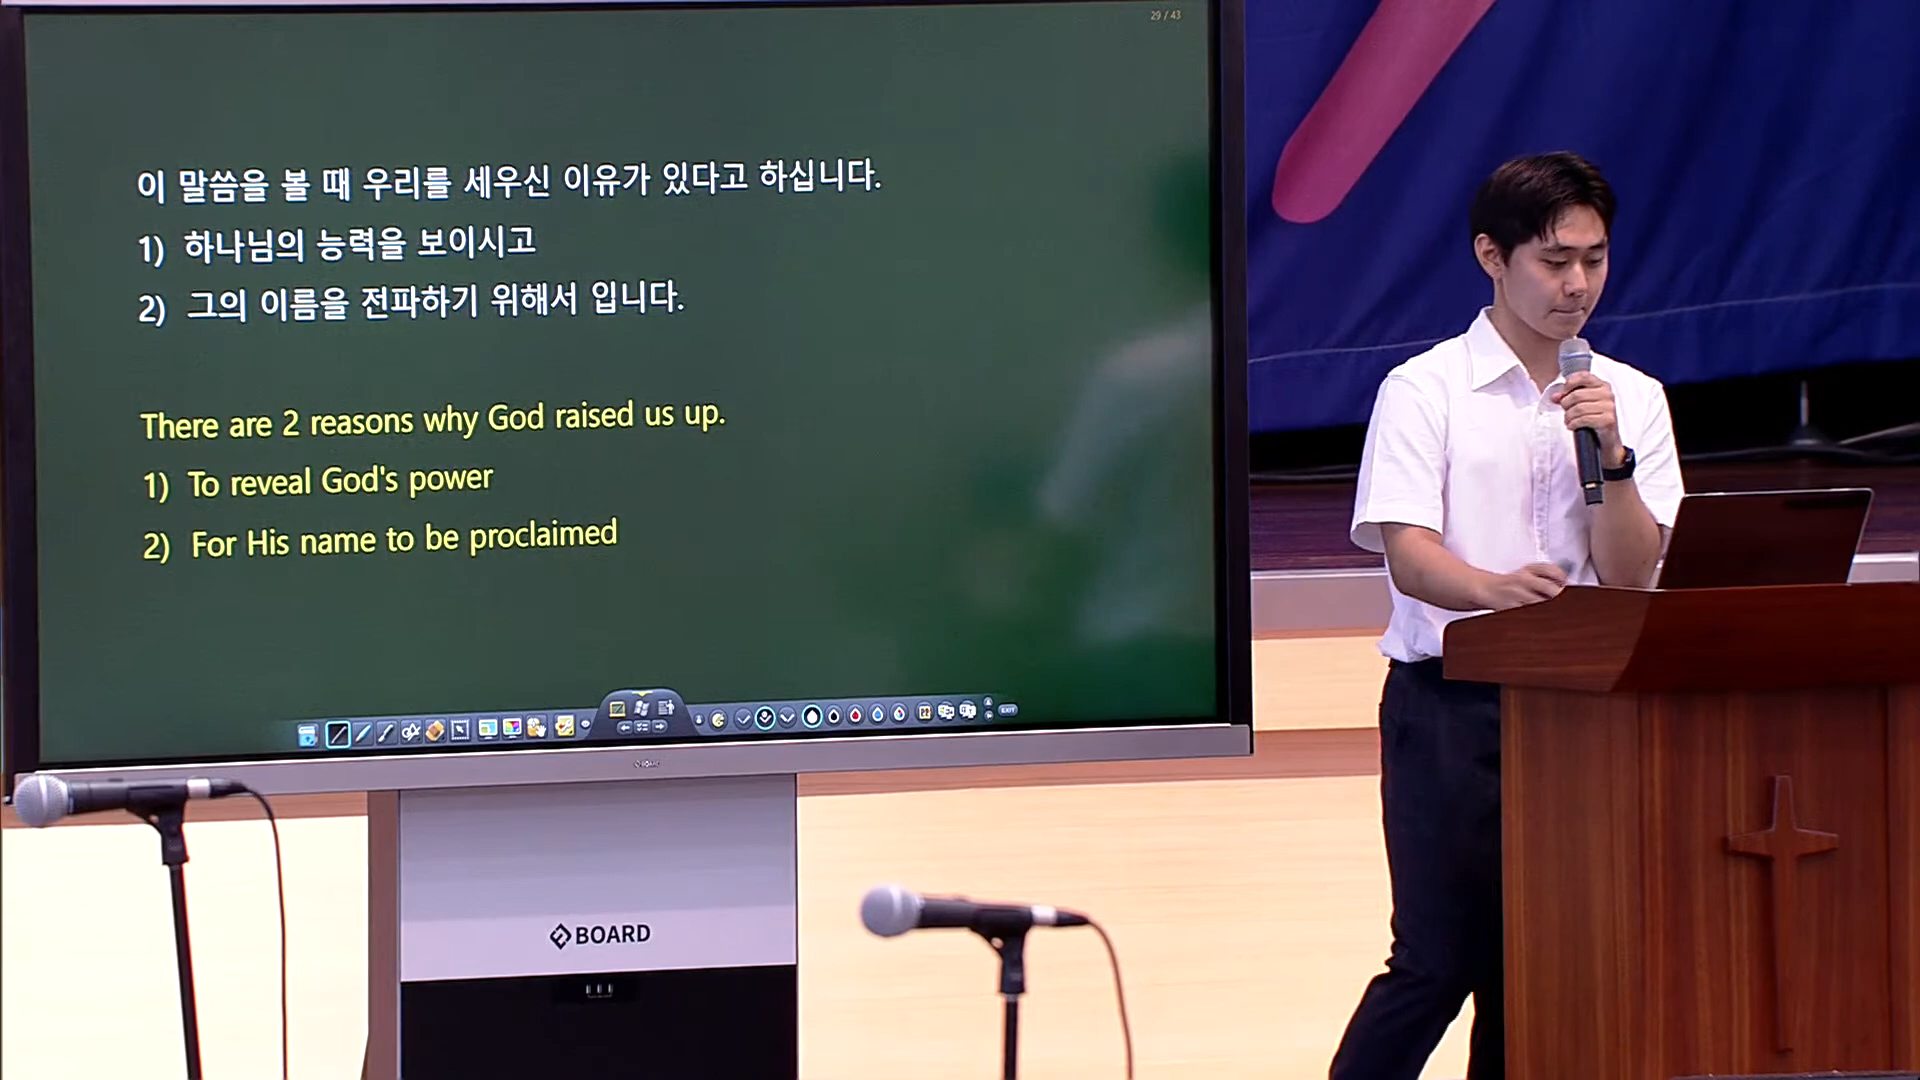 29 / 43
이 말씀을 볼 때 우리를 세우신 이유가 있다고 하십니다.
1) 하나님의 능력을 보이시고
2) 그의 이름을 전파하기 위해서 입니다.
There are 2 reasons why God raised us up.
1) To reveal God's power
2) For His name to be proclaimed
EXIT
BOARD
BOARD